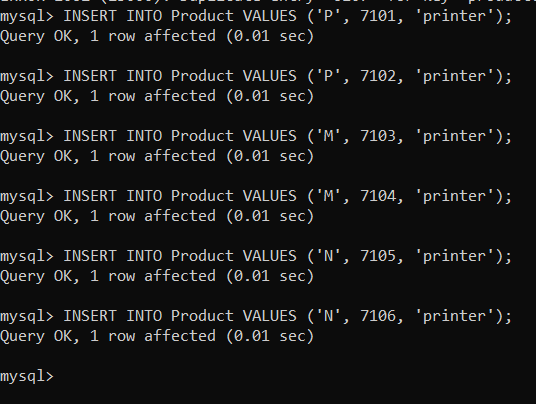 mysql> INSERT INTO Product VALUES ('P', 7101, 'printer');
Query OK, 1 row affected (0.01 sec)
mysql> INSERT INTO Product VALUES ('P', 7102, 'printer');
Query OK, 1 row affected (0.01 sec)
mysql> INSERT INTO Product VALUES ('M', 7103, 'printer');
Query OK, 1 row affected (0.01 sec)
mysql> INSERT INTO Product VALUES ('M', 7104, 'printer');
Query OK, 1 row affected (0.01 sec)
mysql> INSERT INTO Product VALUES ('N', 7105, 'printer');
Query OK, 1 row affected (0.01 sec)
mysql> INSERT INTO Product VALUES ('N', 7106, 'printer');
Query OK, 1 row affected (0.01 sec)
mysql>